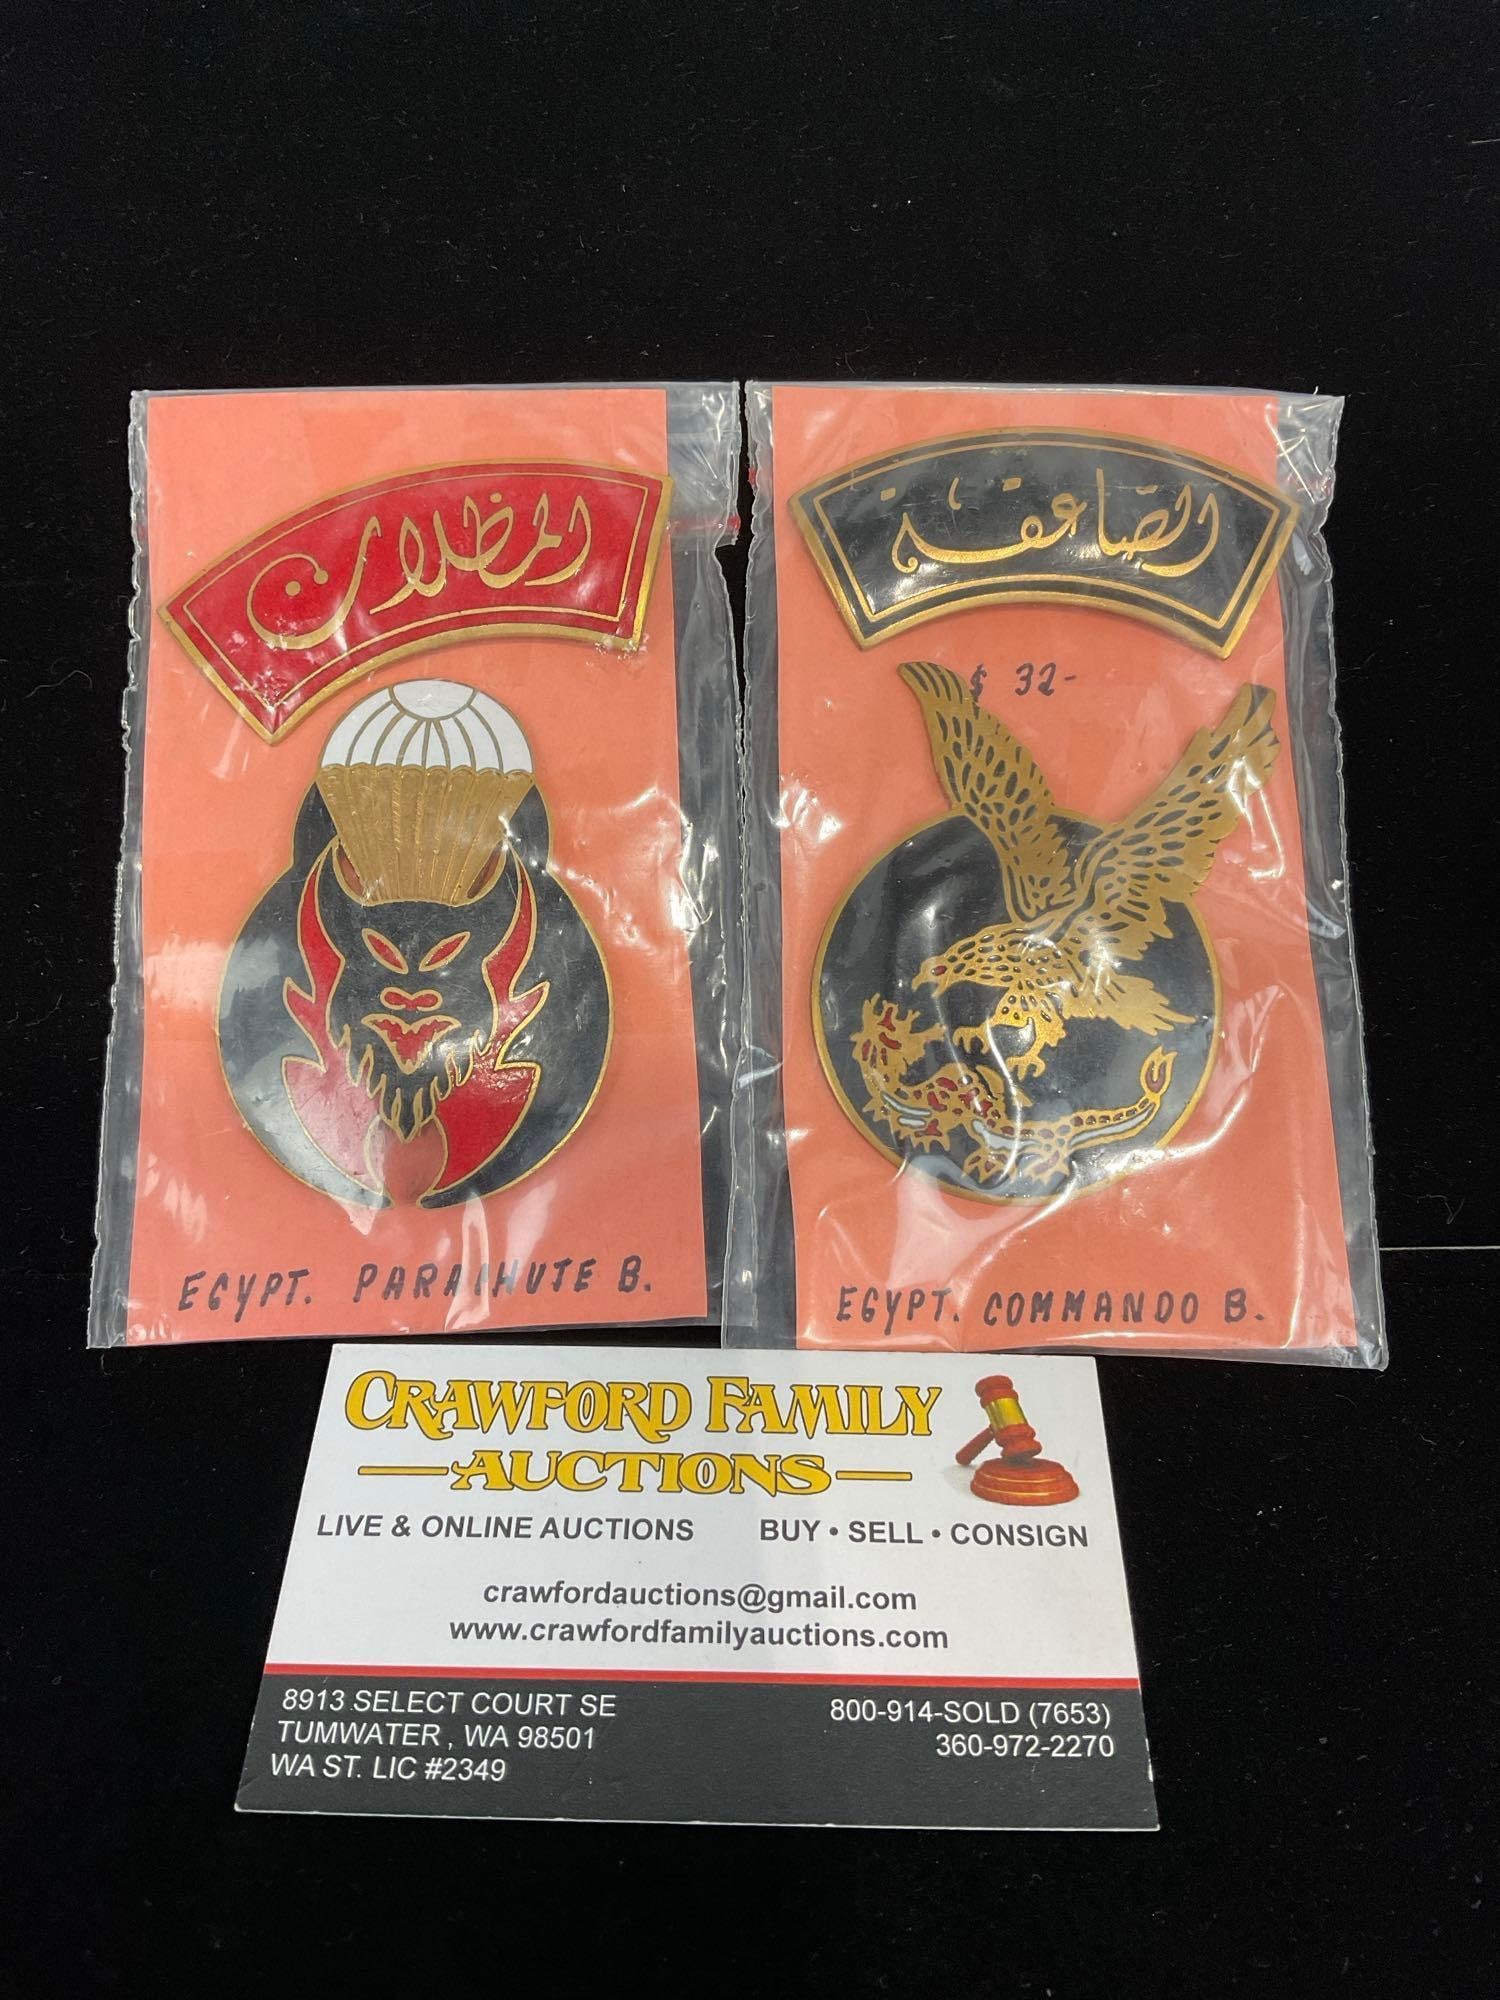 المظلات
الصاعقة
$ 32-
EGYPT. PARACHUTE B.
EGYPT. COMMANDO B.
CRAWFORD FAMILY
AUCTIONS
LIVE & ONLINE AUCTIONS BUY • SELL • CONSIGN
crawfordauctions@gmail.com
www.crawfordfamilyauctions.com
8913 SELECT COURT SE
TUMWATER , WA 98501
WA ST. LIC #2349
800-914-SOLD (7653)
360-972-2270